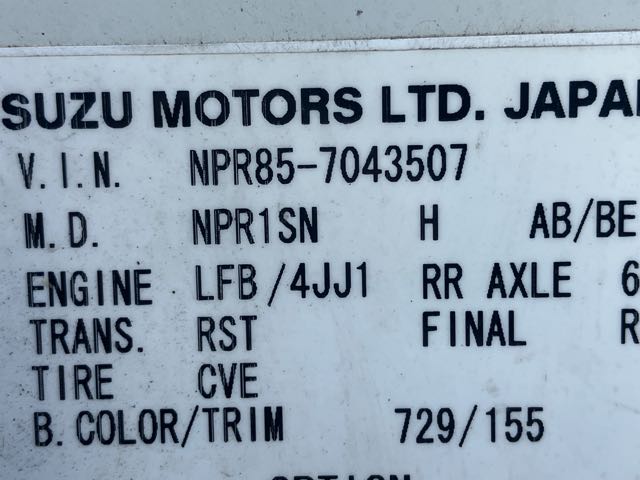 SUZU MOTORS LTD. JAPA
V.I.N. NPR85-7043507
M.D. NPR1SN H AB/BE
ENGINE LFB/4JJ1 RR AXLE 6
TRANS. RST FINAL R
TIRE CVE
B.COLOR/TRIM 729/155
OPTION